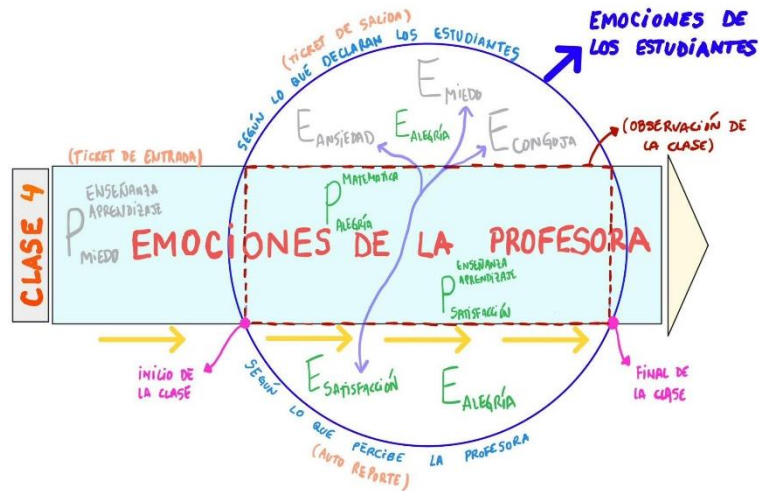 (TICKET DE SALIDA)
SEGÚN LO QUÉ DECLARAN LOS ESTUDIANTES
EMOCIONES DE
LOS ESTUDIANTES
E MIEDO
E ANSIEDAD
E ALEGRÍA
E CONGOJA
(OBSERVACIÓN DE
LA CLASE)
(TICKET DE ENTRADA)
CLASE 4
ENSEÑANZA
APRENDIZAJE
P MIEDO
MATEMATICA
P ALEGRÍA
EMOCIONES DE LA PROFESORA
ENSEÑANZA
APRENDIZAJE
P SATISFACCIÓN
INICIO DE
LA CLASE
E SATISFACCIÓN
E ALEGRÍA
FINAL DE
LA CLASE
SEGÚN LO QUE PERCIBE LA PROFESORA
(AUTO REPORTE)